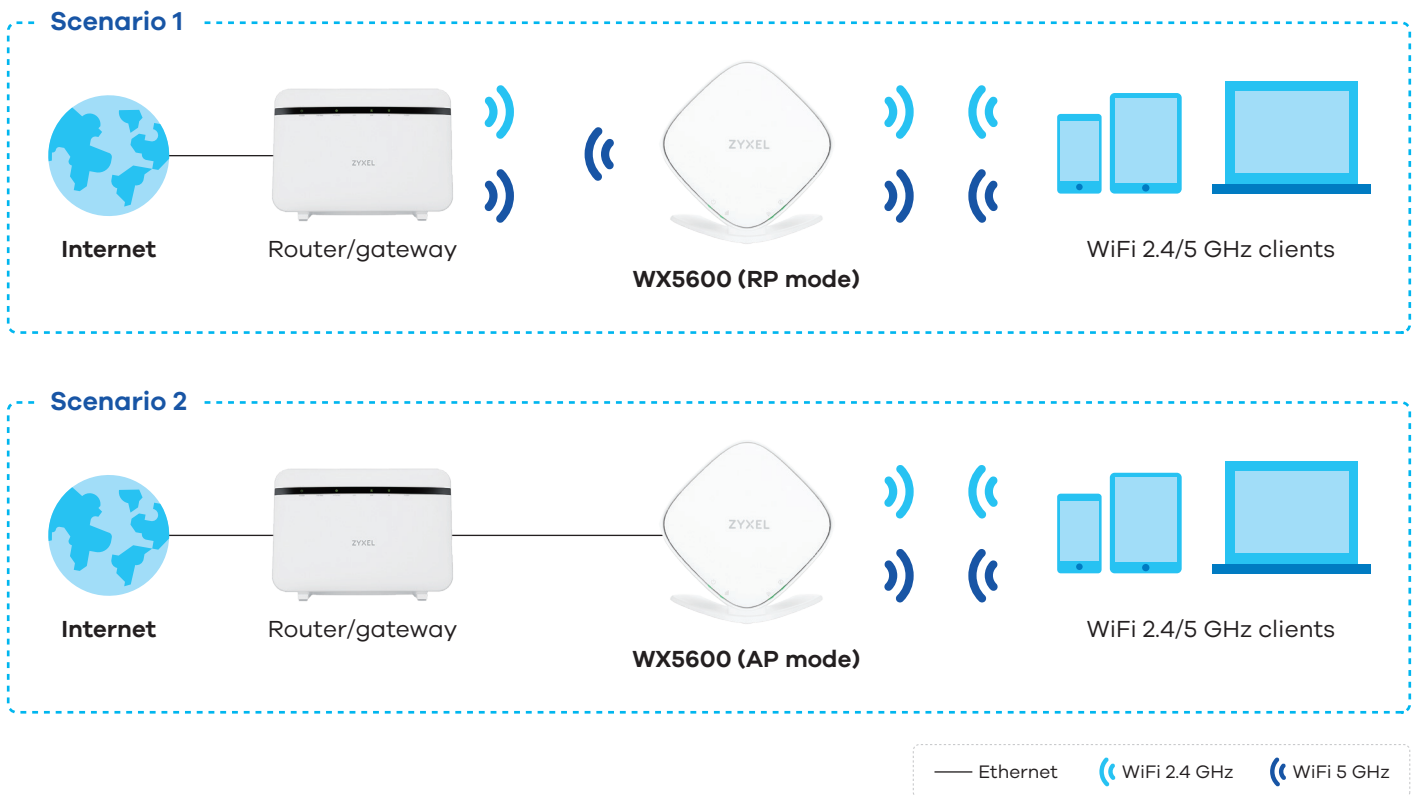 Scenario 1
ZYXEL
ZYXEL
Internet
Router/gateway
WiFi 2.4/5 GHz clients
WX5600 (RP mode)
Scenario 2
ZYXEL
ZYXEL
Internet
Router/gateway
WiFi 2.4/5 GHz clients
WX5600 (AP mode)
Ethernet
WiFi 2.4 GHz
WiFi 5 GHz